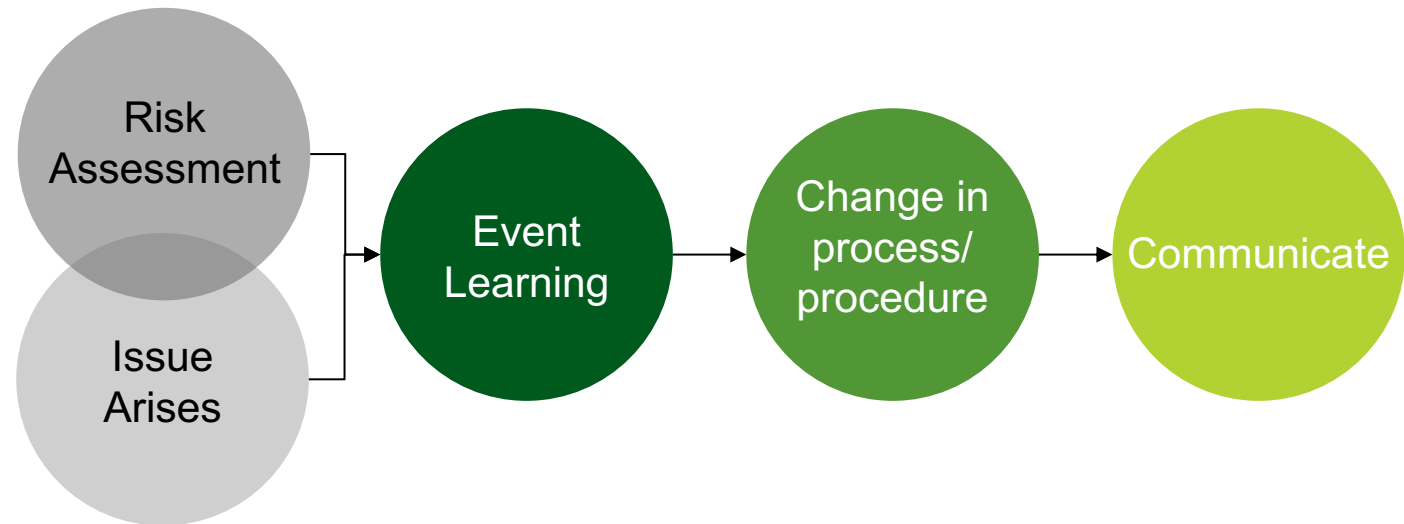 Risk
Assessment
Issue
Arises
Event
Learning
Change in
process/
procedure
Communicate